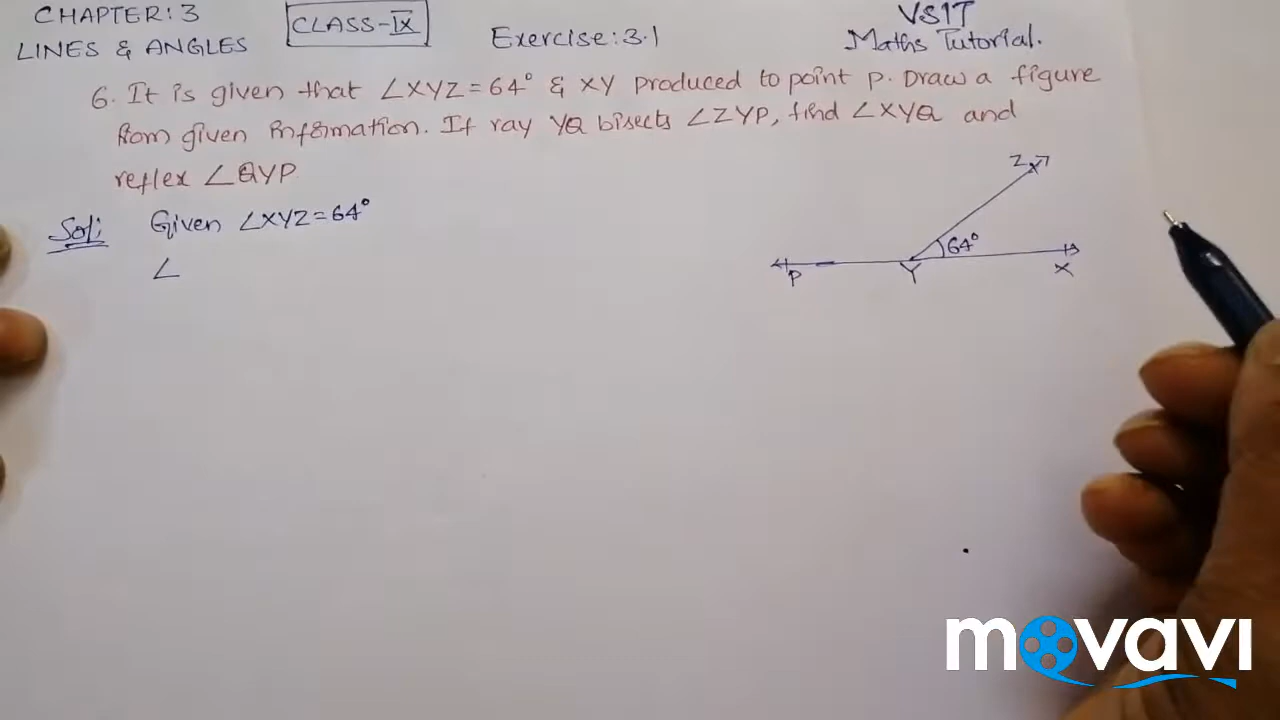 CHAPTER: 3
LINES & ANGLES
CLASS-IX
Exercise: 3.1
VSIT
Maths Tutorial.
6. It is given that ∠XYZ = 64° & XY produced to point P. Draw a figure
from given information. If ray YQ bisects ∠ZYP, find ∠XYQ and
reflex ∠QYP
Sol: Given ∠XYZ = 64°
∠
Z
64°
P
Y
X
movavi